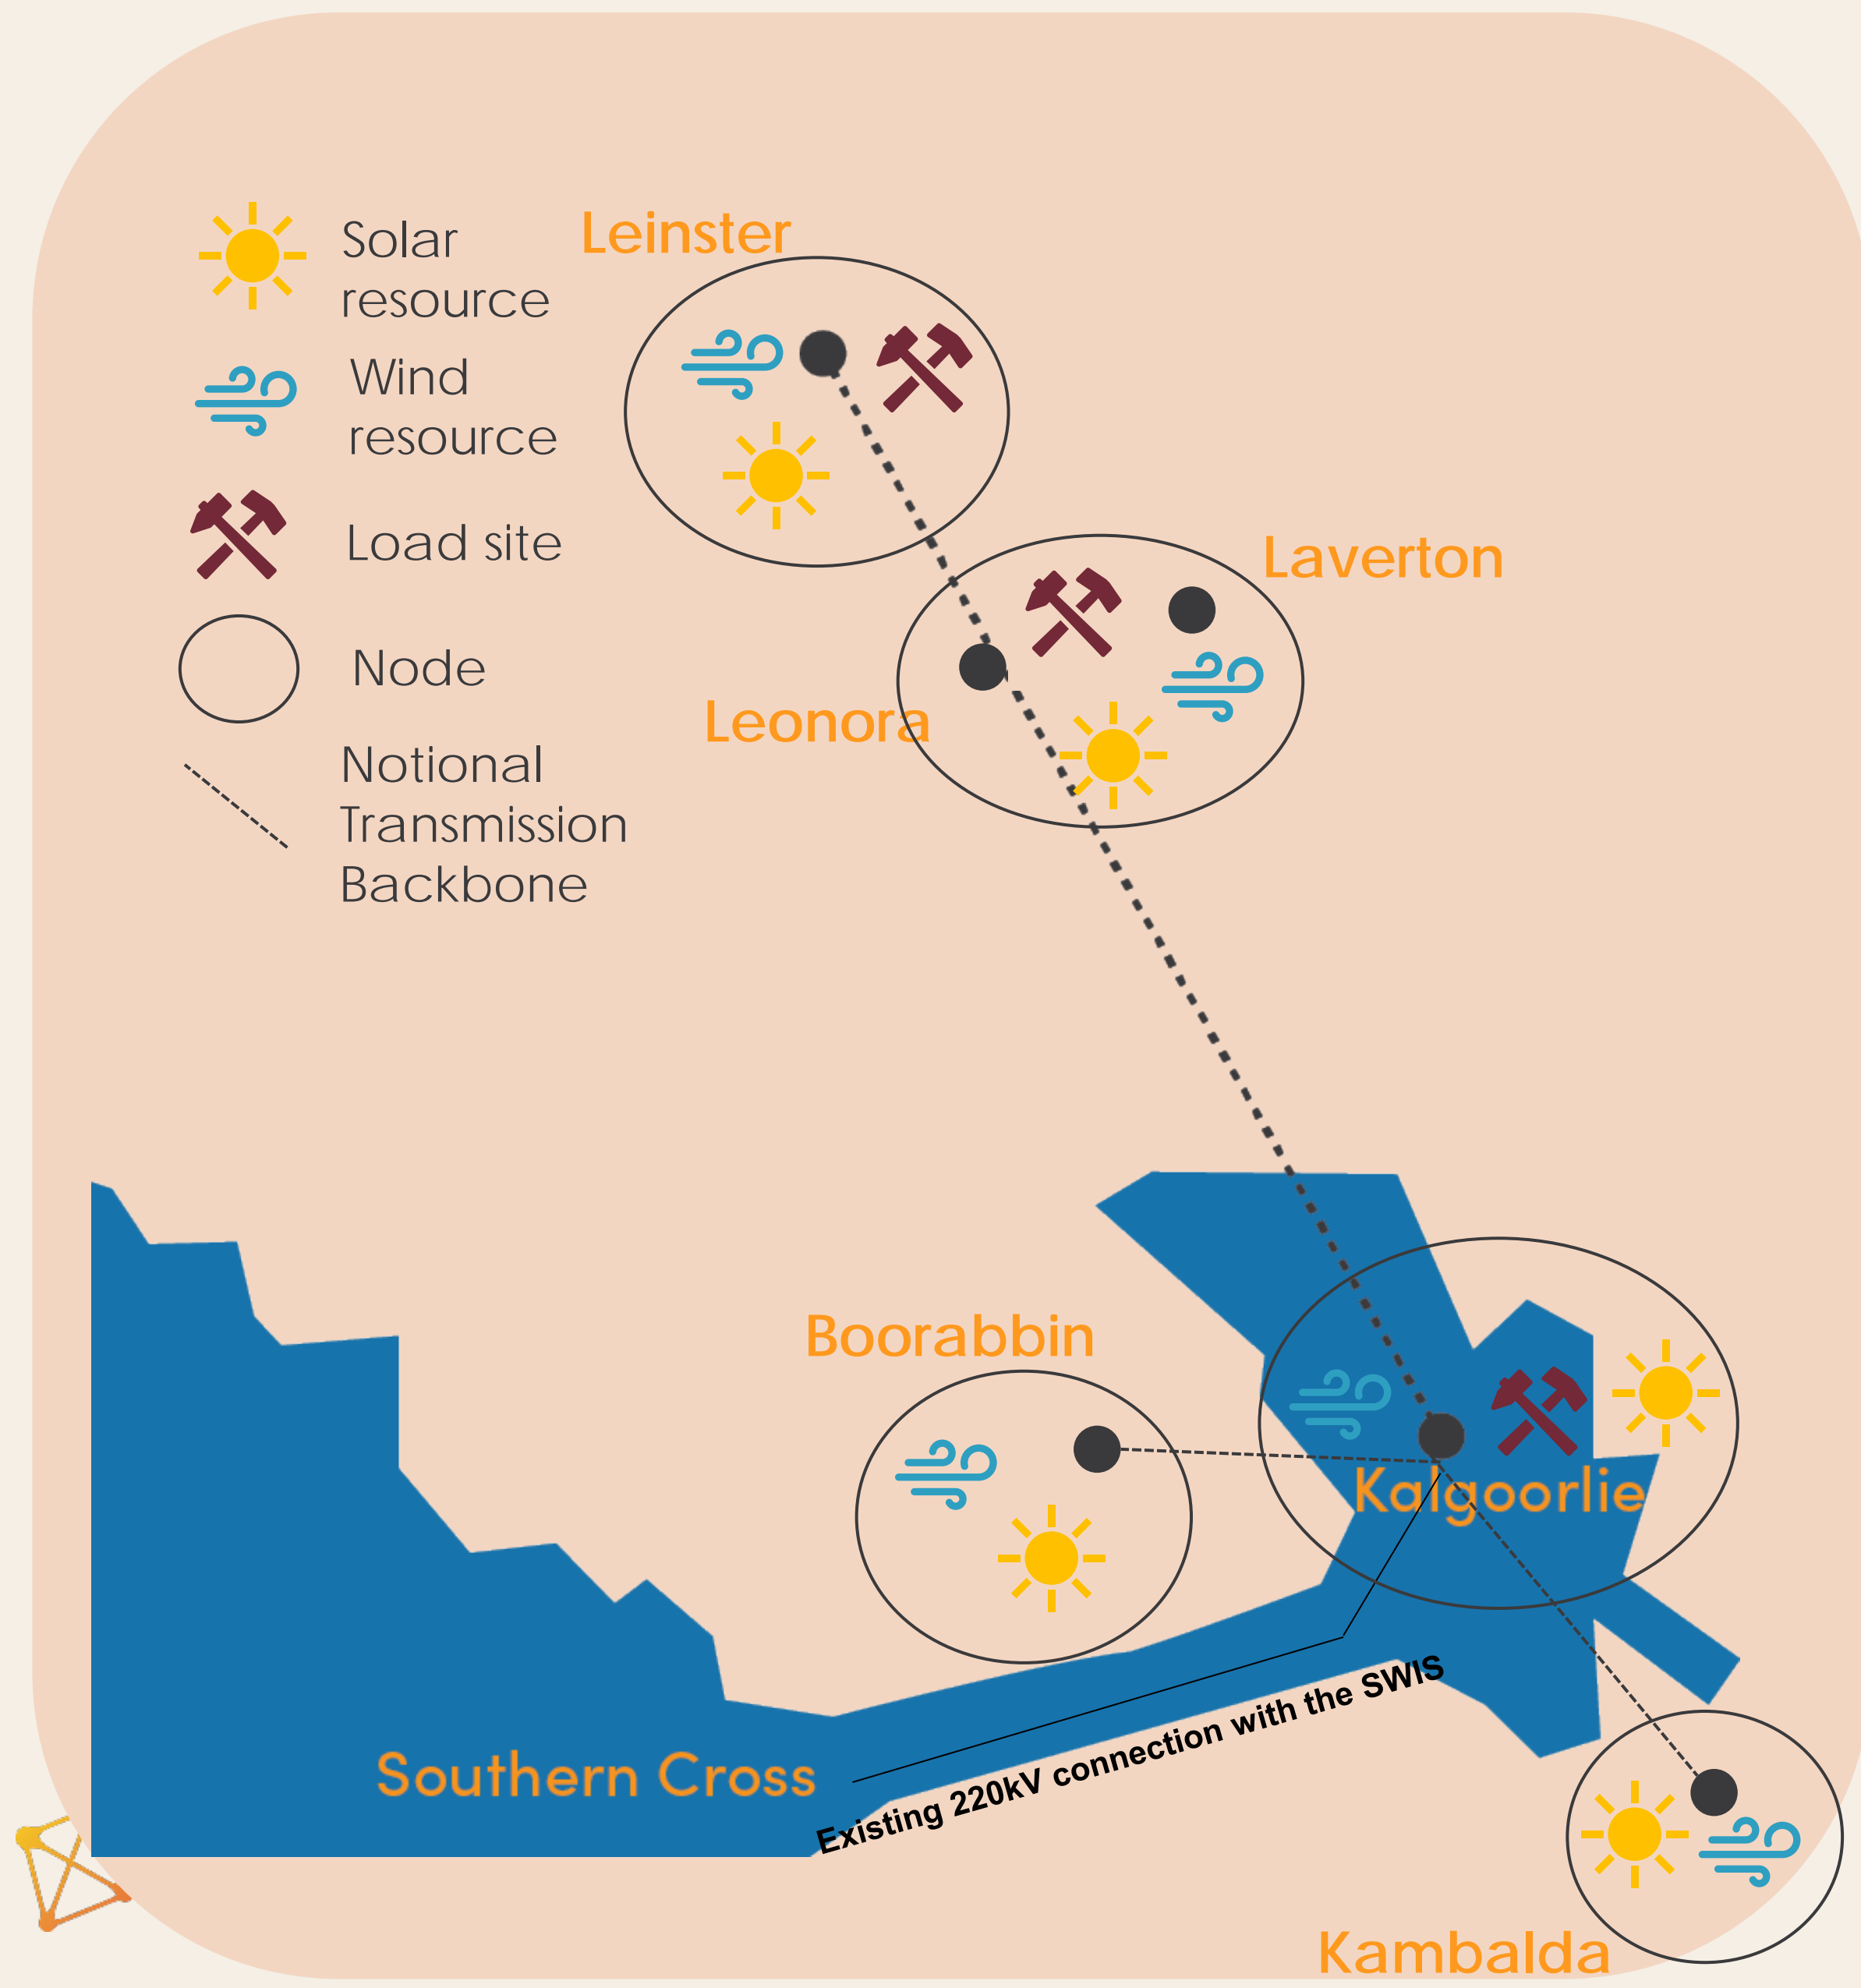 Solar
resource
Wind
resource
Load site
Node
Notional
Transmission
Backbone
Leinster
Laverton
Leonora
Boorabbin
Kalgoorlie
Southern Cross
Existing 220kV connection with the SWIS
Kambalda